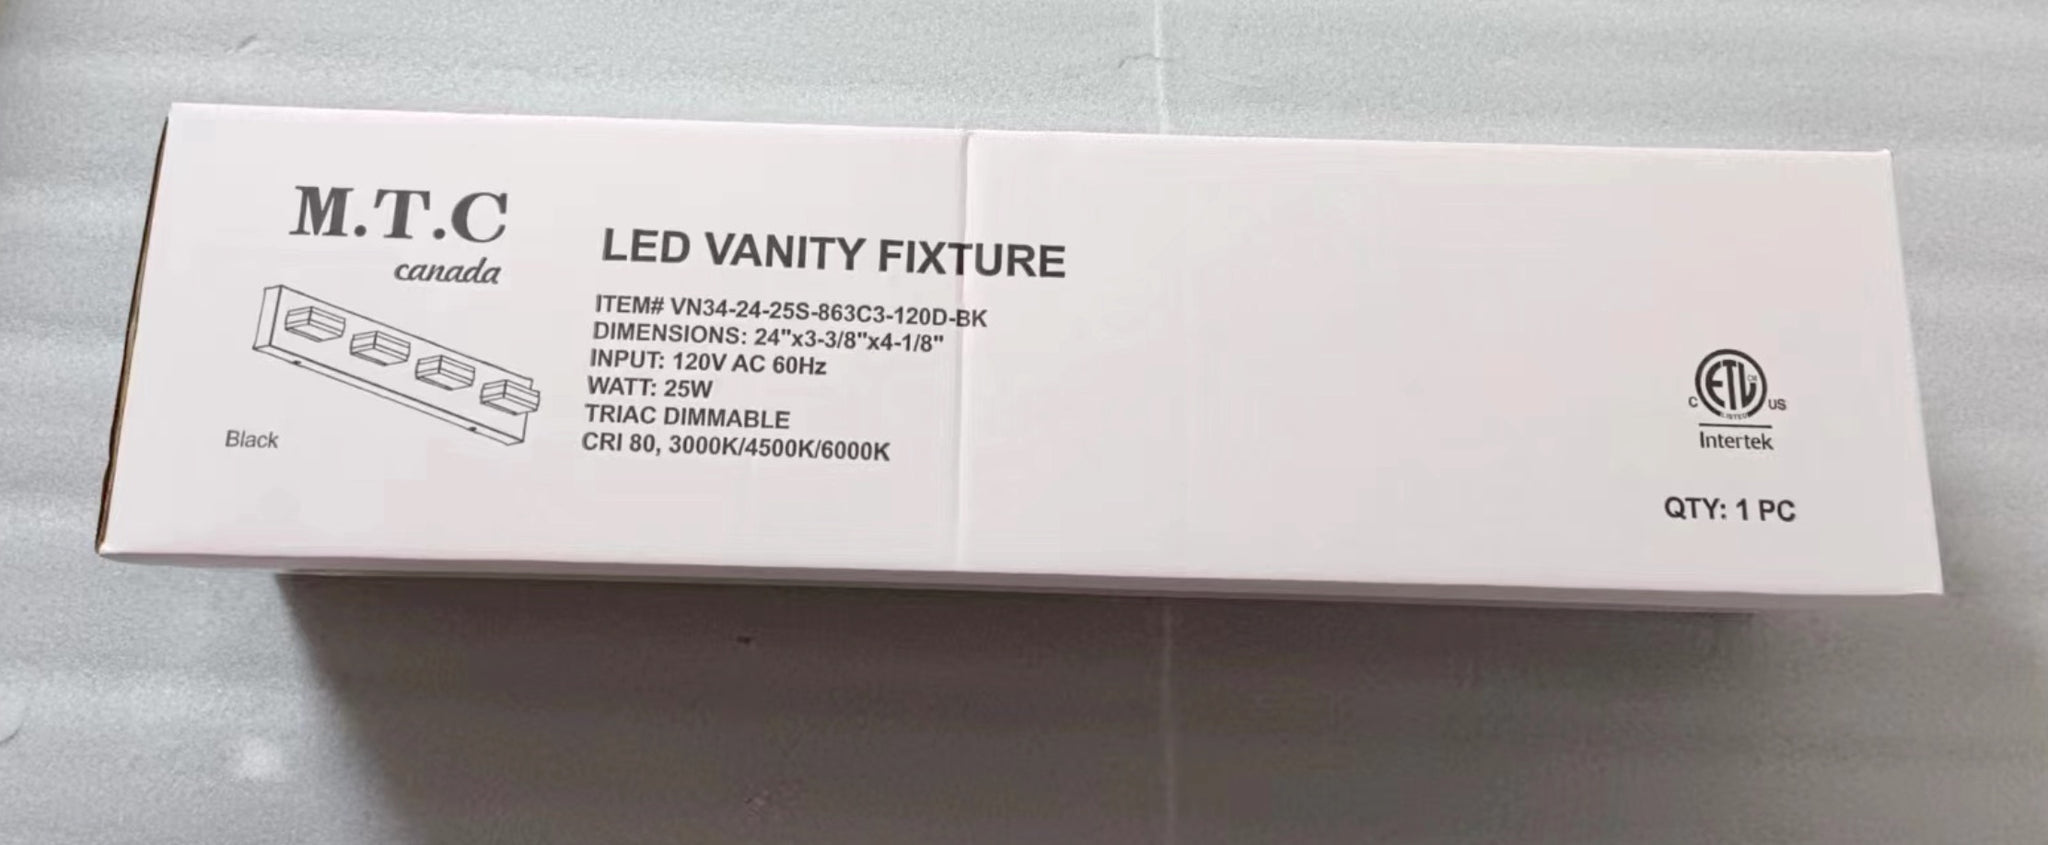 M.T.C
canada
Black
LED VANITY FIXTURE
ITEM# VN34-24-25S-863C3-120D-BK
DIMENSIONS: 24"x3-3/8"x4-1/8"
INPUT: 120V AC 60Hz
WATT: 25W
TRIAC DIMMABLE
CRI 80, 3000K/4500K/6000K
ETL
CM
LISTED
C
US
Intertek
QTY: 1 PC